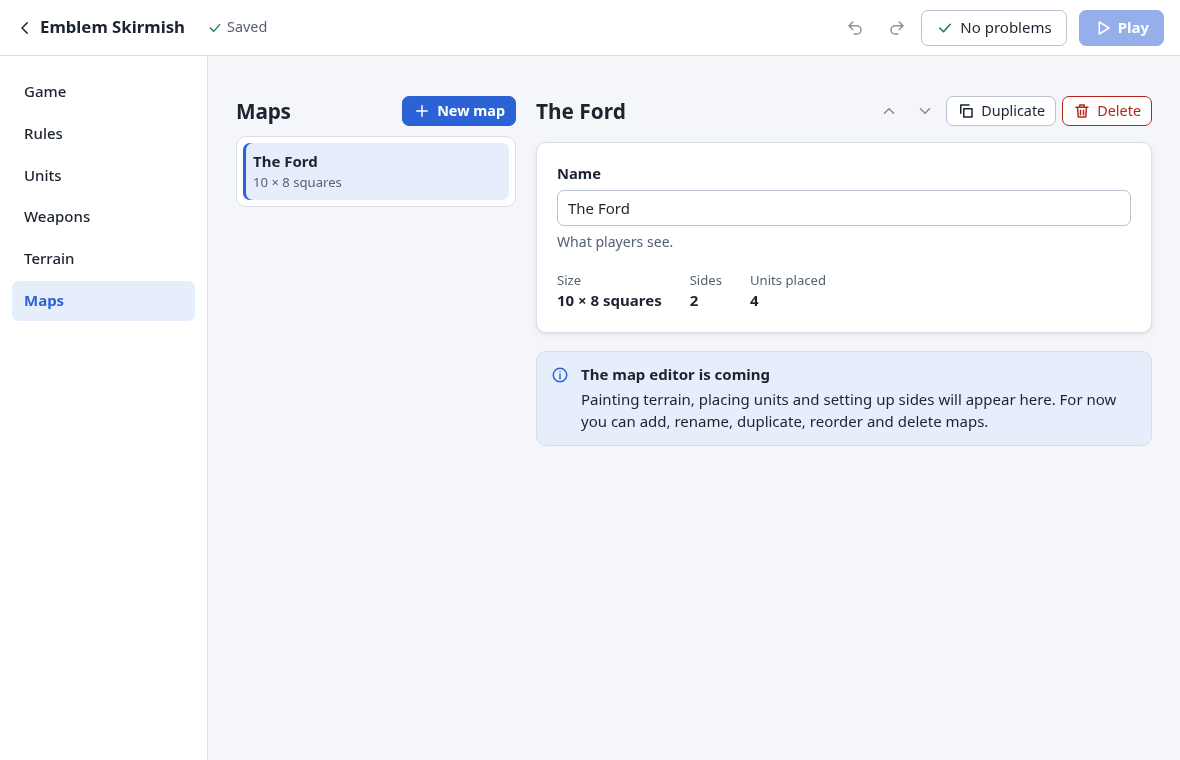 Emblem Skirmish
Saved
No problems
Play
Game
Rules
Units
Weapons
Terrain
Maps
Maps
New map
The Ford
10 × 8 squares
The Ford
Duplicate
Delete
Name
The Ford
What players see.
Size
Sides
Units placed
10 × 8 squares
2
4
The map editor is coming
Painting terrain, placing units and setting up sides will appear here. For now
you can add, rename, duplicate, reorder and delete maps.